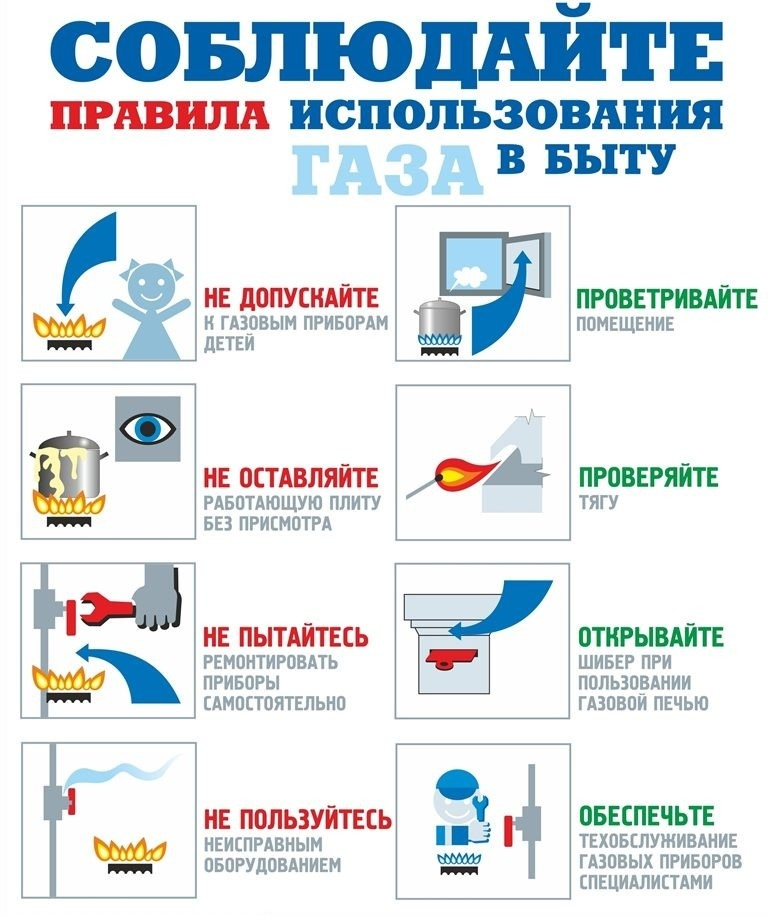 СОБЛЮДАЙТЕ
ПРАВИЛА ИСПОЛЬЗОВАНИЯ
ГАЗА В БЫТУ
НЕ ДОПУСКАЙТЕ
К ГАЗОВЫМ ПРИБОРАМ
ДЕТЕЙ
ПРОВЕТРИВАЙТЕ
ПОМЕЩЕНИЕ
НЕ ОСТАВЛЯЙТЕ
РАБОТАЮЩУЮ ПЛИТУ
БЕЗ ПРИСМОТРА
ПРОВЕРЯЙТЕ
ТЯГУ
НЕ ПЫТАЙТЕСЬ
РЕМОНТИРОВАТЬ
ПРИБОРЫ
САМОСТОЯТЕЛЬНО
ОТКРЫВАЙТЕ
ШИБЕР ПРИ
ПОЛЬЗОВАНИИ
ГАЗОВОЙ ПЕЧЬЮ
НЕ ПОЛЬЗУЙТЕСЬ
НЕИСПРАВНЫМ
ОБОРУДОВАНИЕМ
ОБЕСПЕЧЬТЕ
ТЕХОБСЛУЖИВАНИЕ
ГАЗОВЫХ ПРИБОРОВ
СПЕЦИАЛИСТАМИ